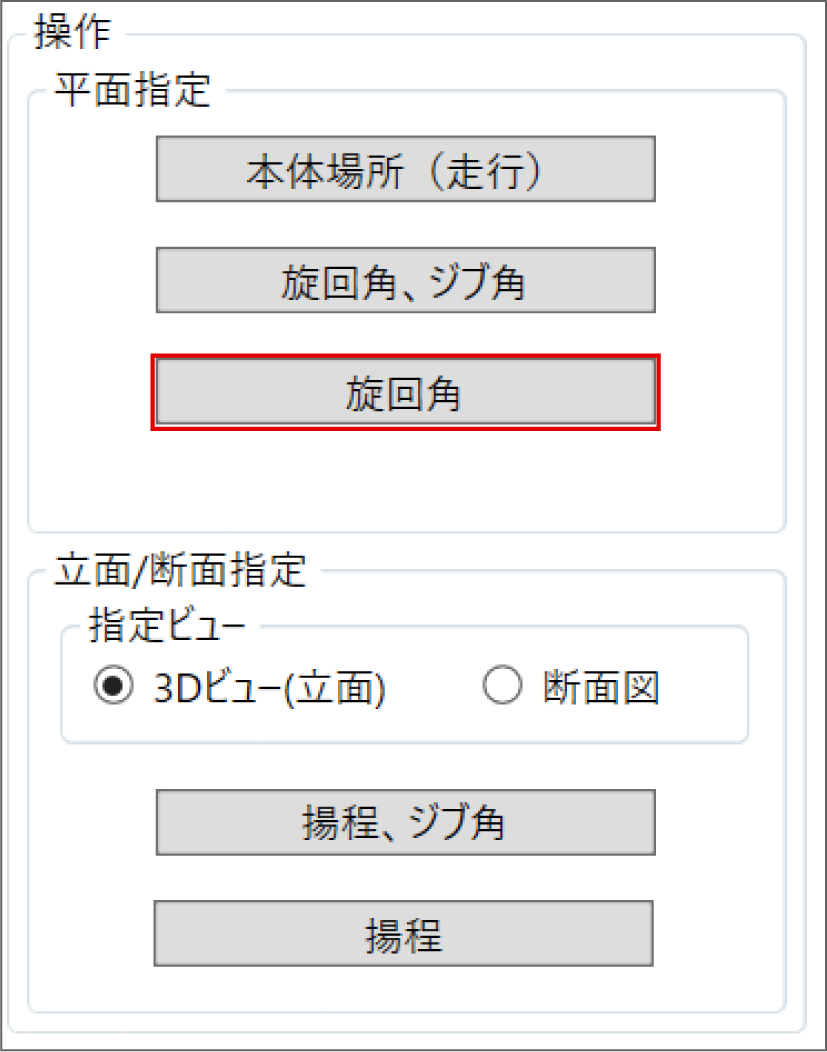 操作
平面指定
本体場所（走行）
旋回角、ジブ角
旋回角
立面/断面指定
指定ビュー
3Dビュー(立面) 断面図
揚程、ジブ角
揚程